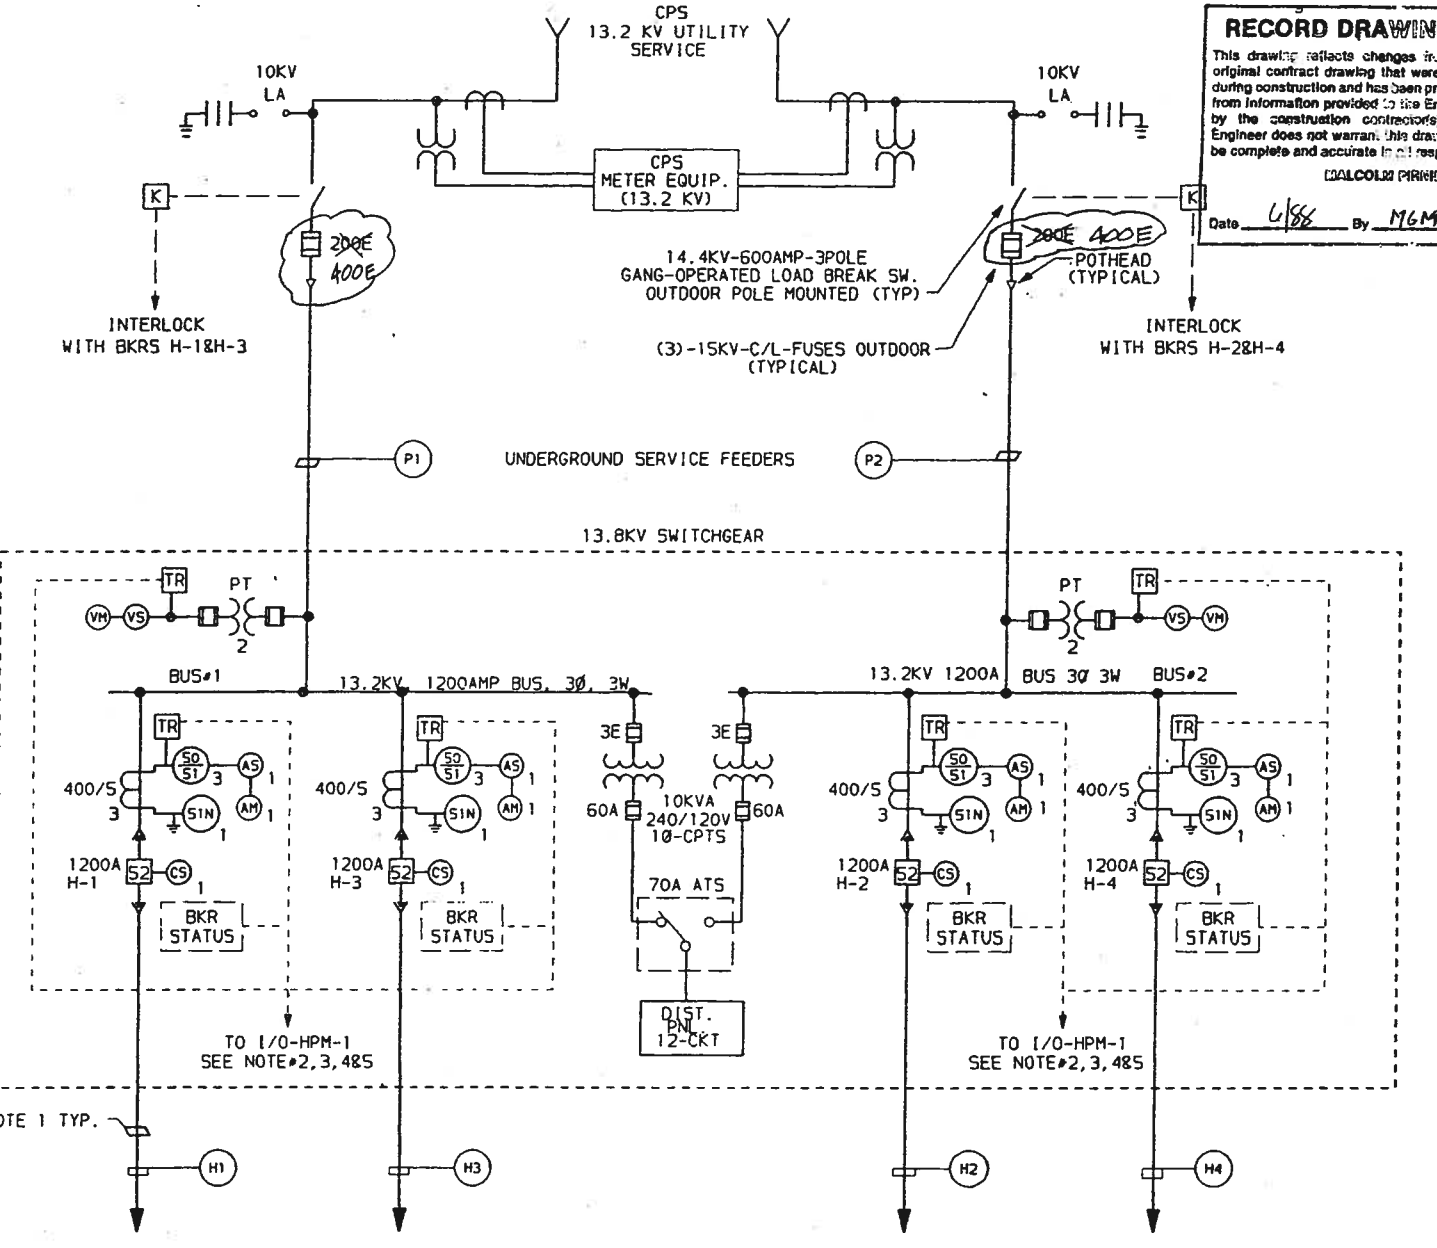 CPS
13.2 KV UTILITY
SERVICE
RECORD
This drawing reflects changes
original contract drawing that were
during construction and has been
from information provided to the
by the construction
Engineer does not warrant this
be complete and accurate in all
MALCOLM PIRNIE
Date 6/88 By MGM
10KV
LA
10KV
LA
CPS
METER EQUIP.
(13.2 KV)
K
K
200E
400E
200E 400E
14.4KV-600AMP-3POLE
GANG-OPERATED LOAD BREAK SW.
OUTDOOR POLE MOUNTED (TYP)
POTHEAD
(TYPICAL)
INTERLOCK
WITH BKRS H-1&H-3
(3)-15KV-C/L-FUSES OUTDOOR
(TYPICAL)
INTERLOCK
WITH BKRS H-2&H-4
P1
UNDERGROUND SERVICE FEEDERS
P2
13.8KV SWITCHGEAR
TR
PT
VM
VS
2
PT
TR
VS
VM
2
BUS#1
13.2KV, 1200AMP BUS, 3Ø, 3W
13.2KV 1200A BUS 3Ø 3W
BUS#2
TR
50
51
3
AS
1
400/5
3
51N
1
AM
1
1200A
H-1
52
CS
1
BKR
STATUS
TR
50
51
3
AS
1
400/5
3
51N
1
AM
1
1200A
H-3
52
CS
1
BKR
STATUS
3E
3E
60A
10KVA
240/120V
1Ø-CPTS
60A
70A ATS
DIST.
PNL.
12-CKT
TR
50
51
3
AS
1
400/5
3
51N
1
AM
1
1200A
H-2
52
CS
1
BKR
STATUS
TR
50
51
3
AS
1
400/5
3
51N
1
AM
1
1200A
H-4
52
CS
1
BKR
STATUS
TO I/O-HPM-1
SEE NOTE#2,3,4&5
TO I/O-HPM-1
SEE NOTE#2,3,4&5
OTE 1 TYP.
H1
H3
H2
H4